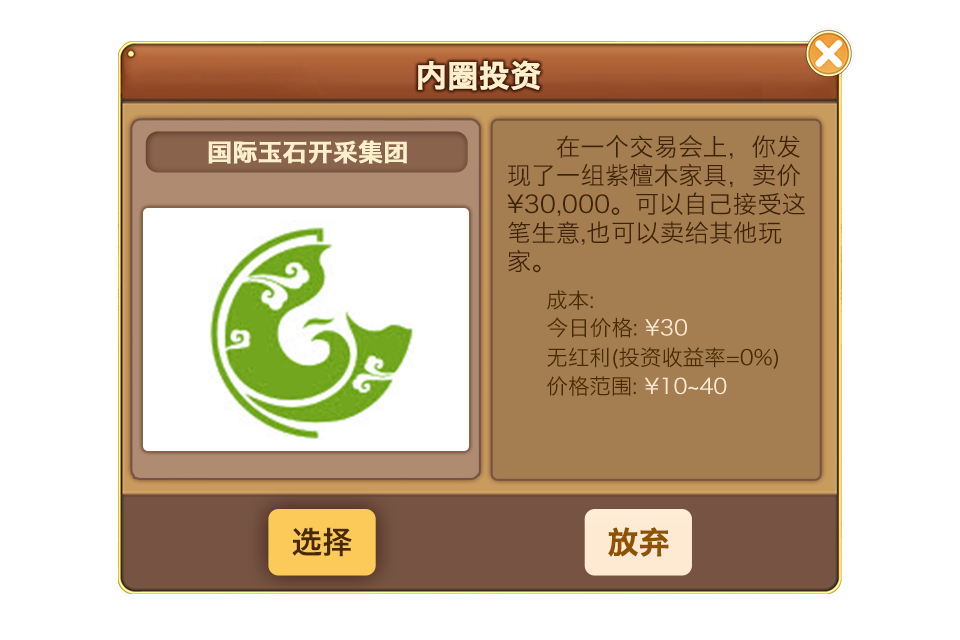 内圈投资
国际玉石开采集团
在一个交易会上，你发
现了一组紫檀木家具，卖价
¥30,000。可以自己接受这
笔生意,也可以卖给其他玩
家。
成本:
今日价格: ¥30
无红利(投资收益率=0%)
价格范围: ¥10~40
选择
放弃